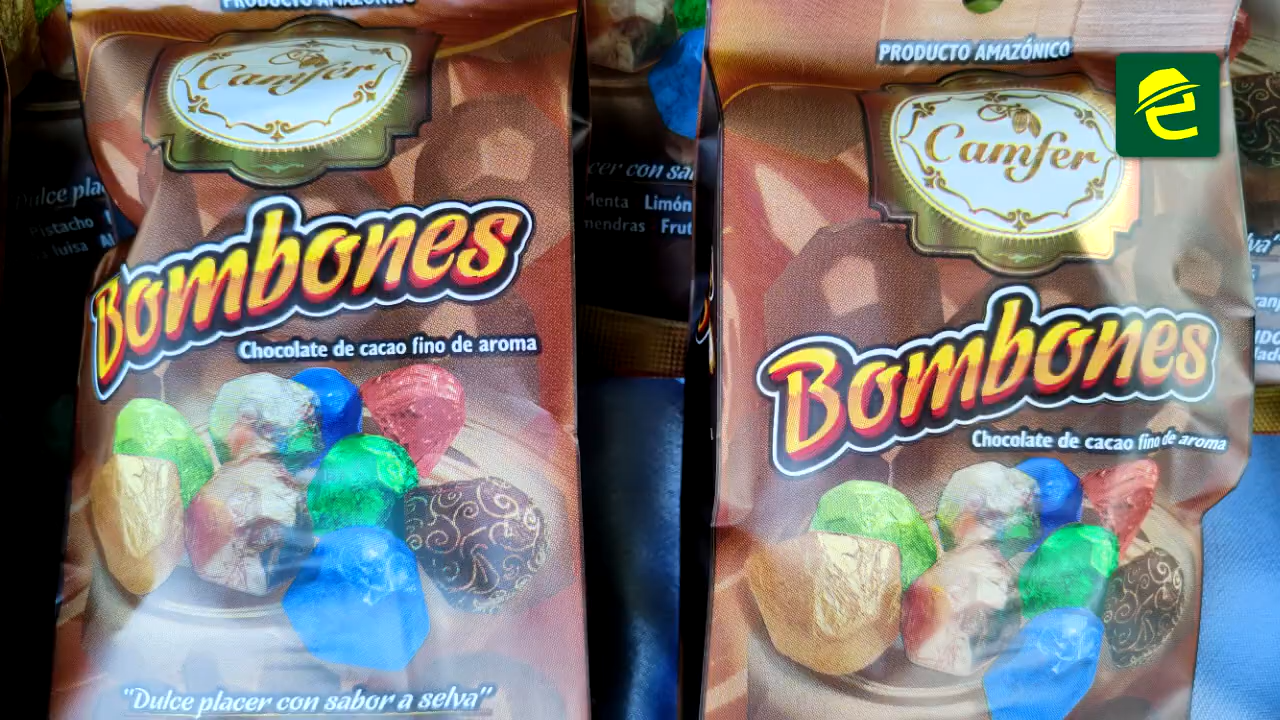 PRODUCTO AMAZÓNICO
Camfer
Bombones
Chocolate de cacao fino de aroma
"Dulce placer con sabor a selva"
PRODUCTO AMAZÓNICO
Camfer
Bombones
Chocolate de cacao fino de aroma
Dulce pla
Pistacho
luisa
cer con sa
Menta Limón
mendras Frut